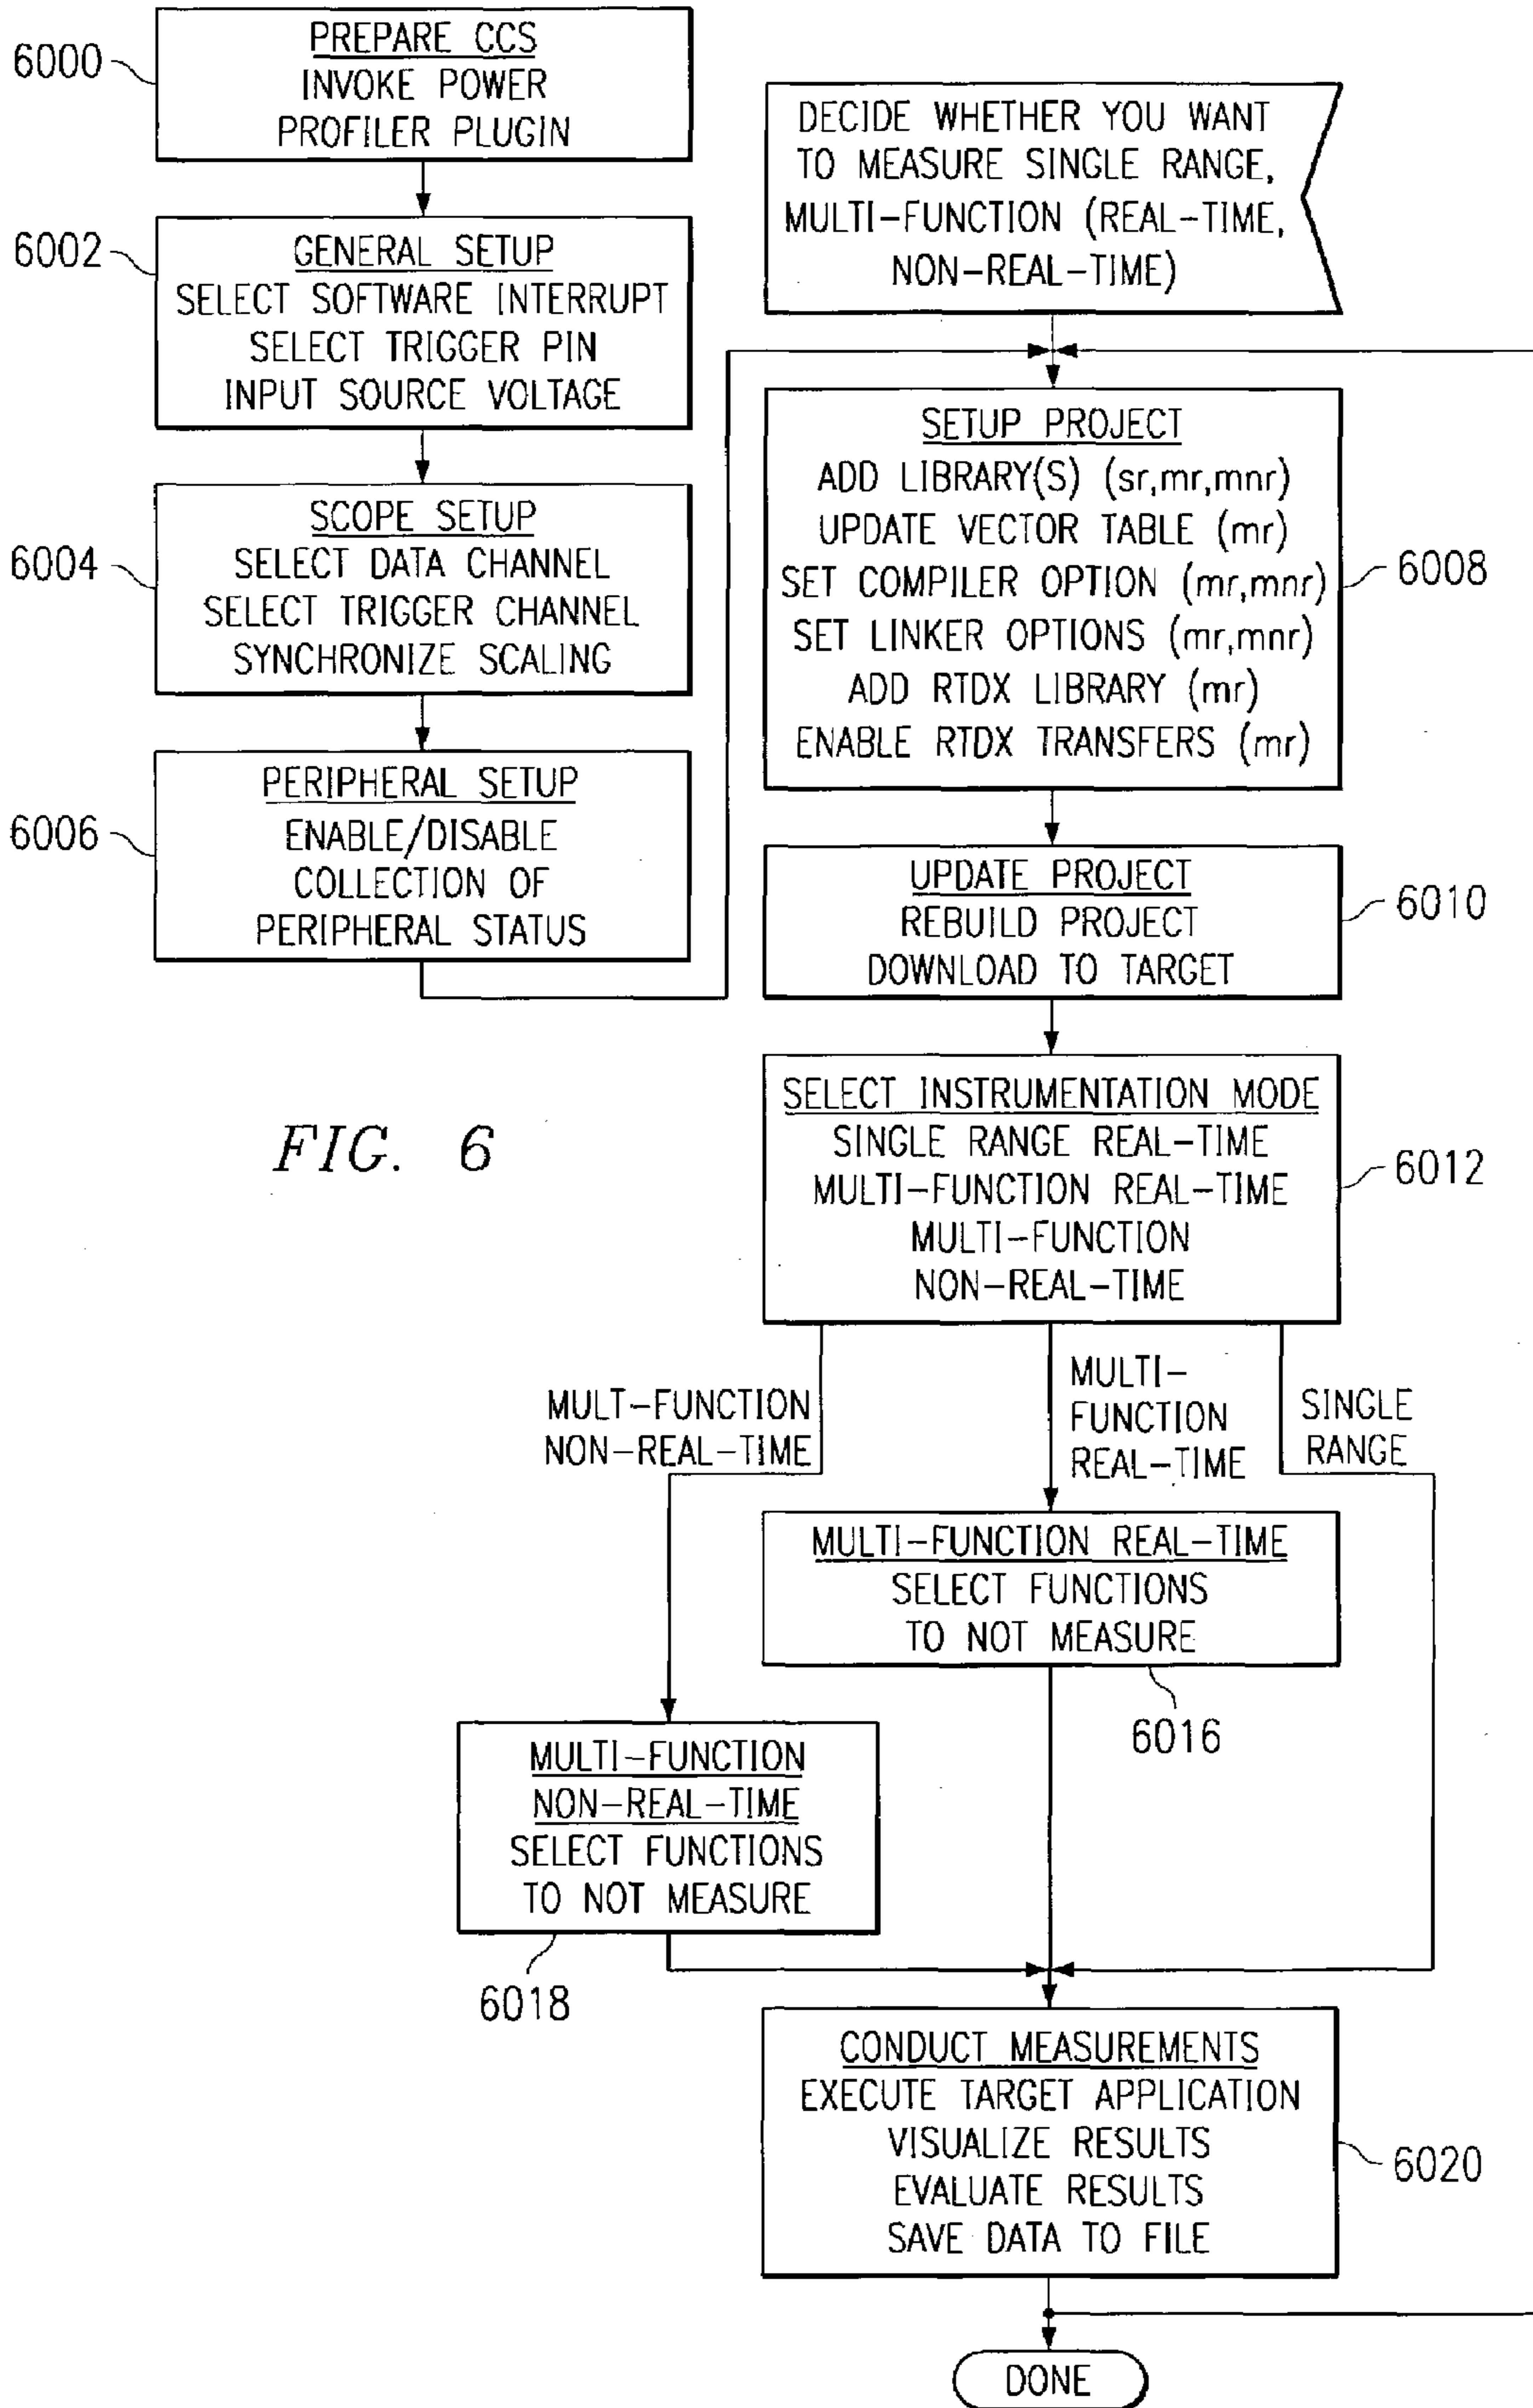 6000
PREPARE CCS
INVOKE POWER
PROFILER PLUGIN
6002
GENERAL SETUP
SELECT SOFTWARE INTERRUPT
SELECT TRIGGER PIN
INPUT SOURCE VOLTAGE
6004
SCOPE SETUP
SELECT DATA CHANNEL
SELECT TRIGGER CHANNEL
SYNCHRONIZE SCALING
6006
PERIPHERAL SETUP
ENABLE/DISABLE
COLLECTION OF
PERIPHERAL STATUS
DECIDE WHETHER YOU WANT
TO MEASURE SINGLE RANGE,
MULTI-FUNCTION (REAL-TIME,
NON-REAL-TIME)
SETUP PROJECT
ADD LIBRARY(S) (sr,mr,mnr)
UPDATE VECTOR TABLE (mr)
SET COMPILER OPTION (mr,mnr)
SET LINKER OPTIONS (mr,mnr)
ADD RTDX LIBRARY (mr)
ENABLE RTDX TRANSFERS (mr)
6008
UPDATE PROJECT
REBUILD PROJECT
DOWNLOAD TO TARGET
6010
FIG. 6
SELECT INSTRUMENTATION MODE
SINGLE RANGE REAL-TIME
MULTI-FUNCTION REAL-TIME
MULTI-FUNCTION
NON-REAL-TIME
6012
MULT-FUNCTION
NON-REAL-TIME
MULTI-
FUNCTION
REAL-TIME
SINGLE
RANGE
MULTI-FUNCTION REAL-TIME
SELECT FUNCTIONS
TO NOT MEASURE
6016
MULTI-FUNCTION
NON-REAL-TIME
SELECT FUNCTIONS
TO NOT MEASURE
6018
CONDUCT MEASUREMENTS
EXECUTE TARGET APPLICATION
VISUALIZE RESULTS
EVALUATE RESULTS
SAVE DATA TO FILE
6020
DONE